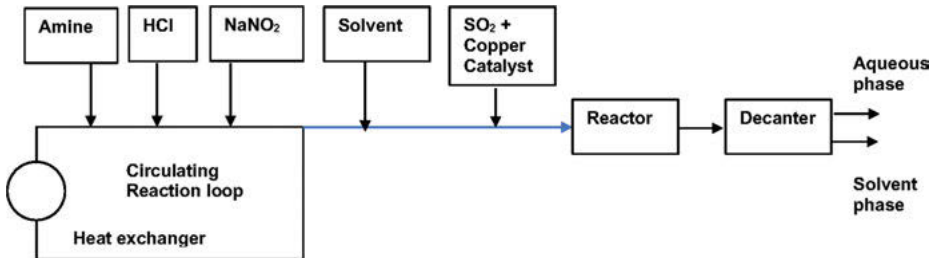 Amine
HCl
NaNO₂
Solvent
SO₂ +
Copper
Catalyst
Circulating
Reaction loop
Heat exchanger
Reactor
Decanter
Aqueous
phase
Solvent
phase